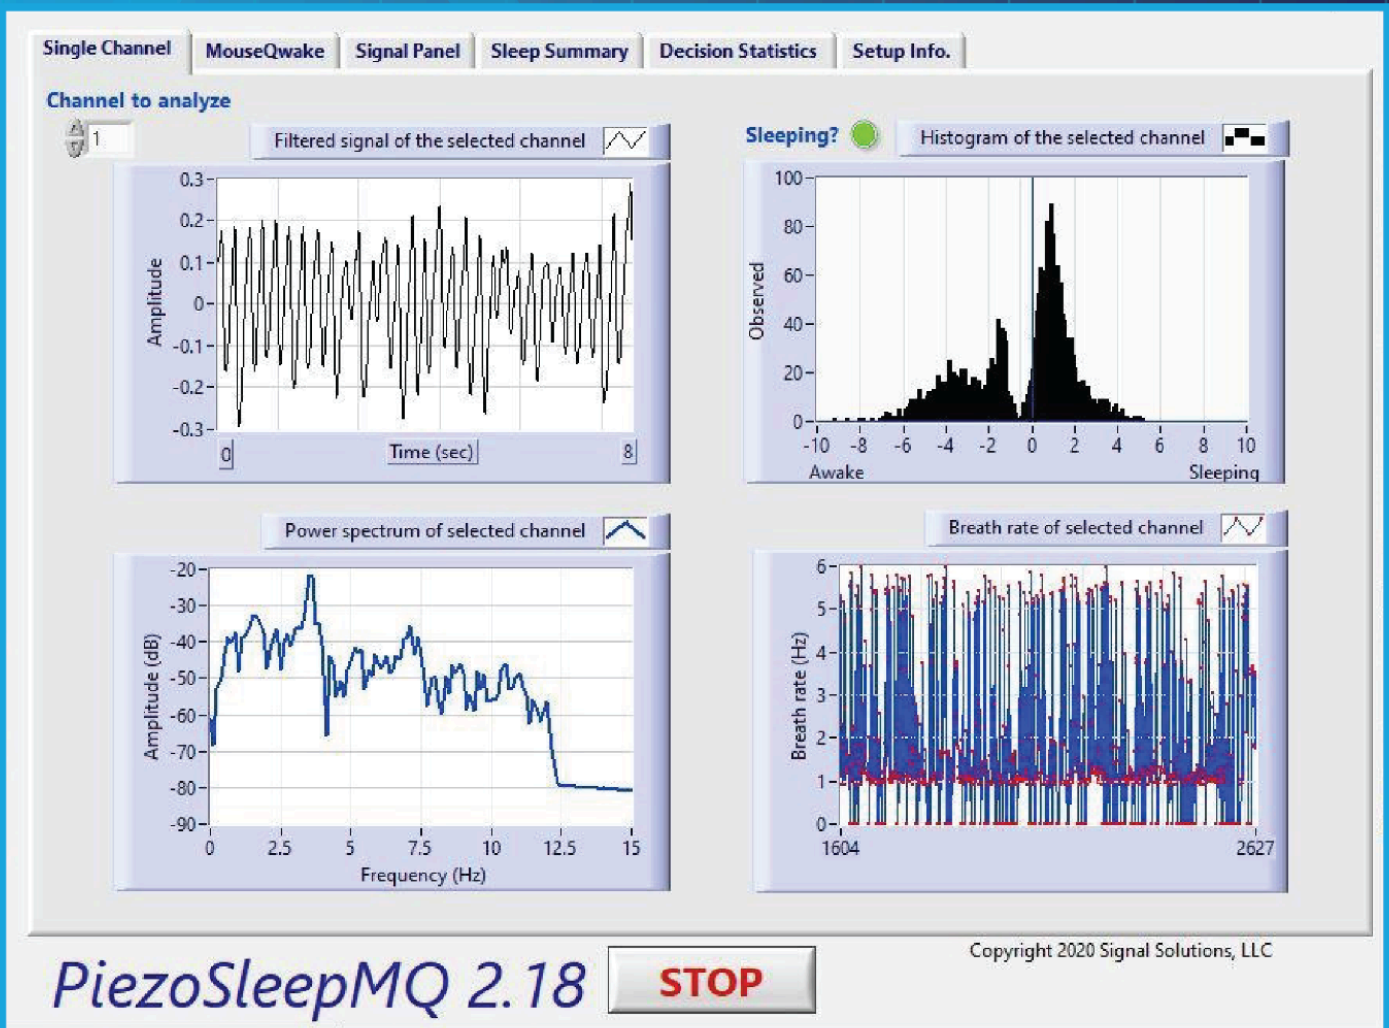 Single Channel
MouseQwake
Signal Panel
Sleep Summary
Decision Statistics
Setup Info.
Channel to analyze
1
Filtered signal of the selected channel
0.3
0.2
0.1
0
-0.1
-0.2
-0.3
Amplitude
0
Time (sec)
8
Sleeping?
Histogram of the selected channel
100
80
60
40
20
0
Observed
-10 -8 -6 -4 -2 0 2 4 6 8 10
Awake
Sleeping
Power spectrum of selected channel
-20
-30
-40
-50
-60
-70
-80
-90
Amplitude (dB)
0 2.5 5 7.5 10 12.5 15
Frequency (Hz)
Breath rate of selected channel
6
5
4
3
2
1
0
Breath rate (Hz)
1604
2627
PiezoSleepMQ 2.18
STOP
Copyright 2020 Signal Solutions, LLC